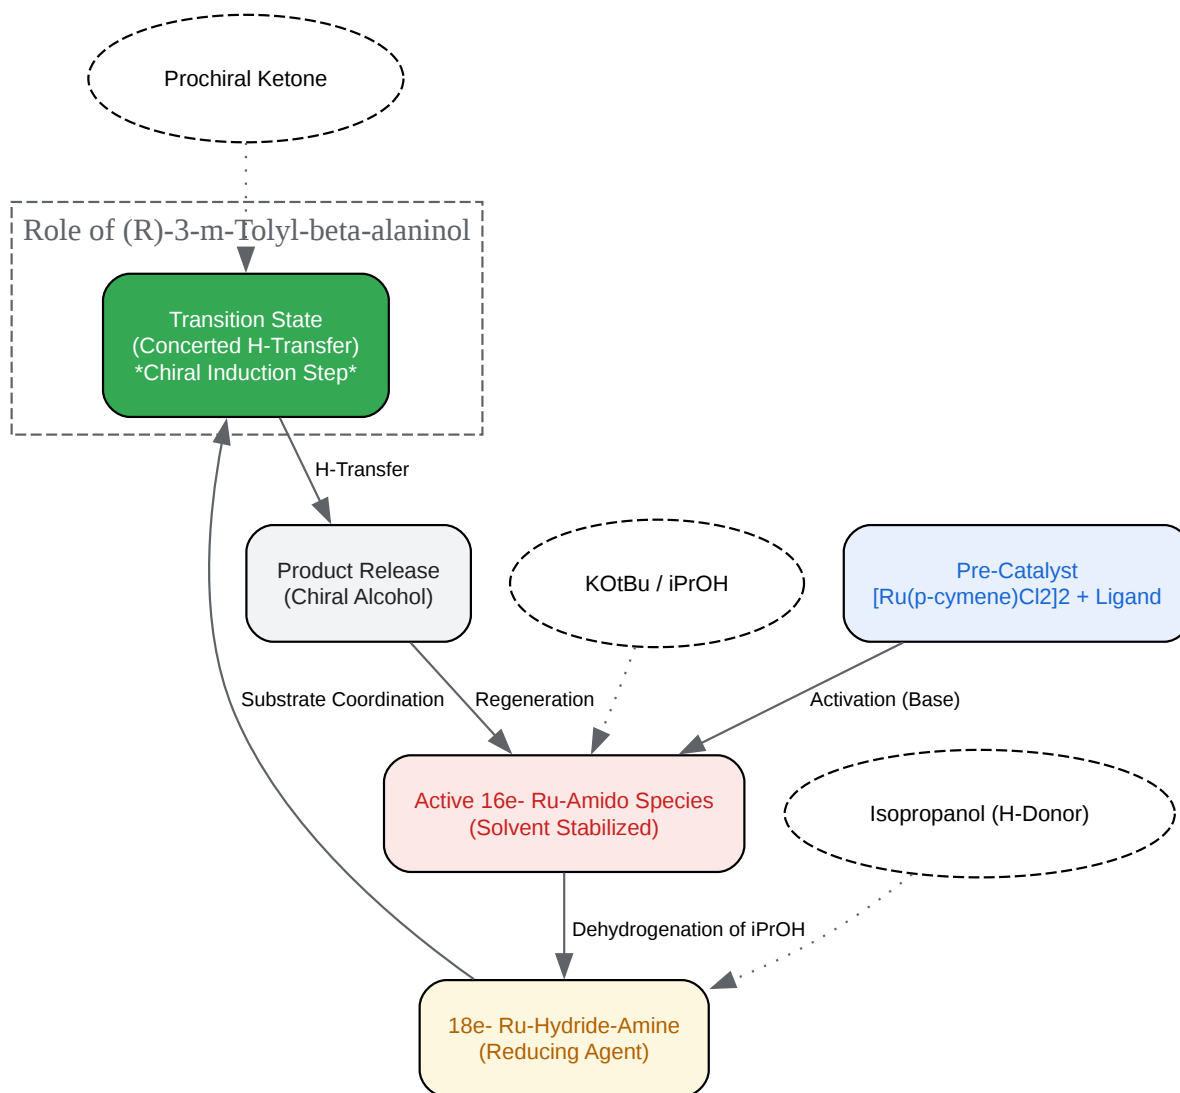 Prochiral Ketone
Role of (R)-3-m-Tolyl-beta-alaninol
Transition State
(Concerted H-Transfer)
*Chiral Induction Step*
H-Transfer
Product Release
(Chiral Alcohol)
KOtBu / iPrOH
Pre-Catalyst
[Ru(p-cymene)Cl2]2 + Ligand
Substrate Coordination
Regeneration
Activation (Base)
Active 16e- Ru-Amido Species
(Solvent Stabilized)
Isopropanol (H-Donor)
Dehydrogenation of iPrOH
18e- Ru-Hydride-Amine
(Reducing Agent)